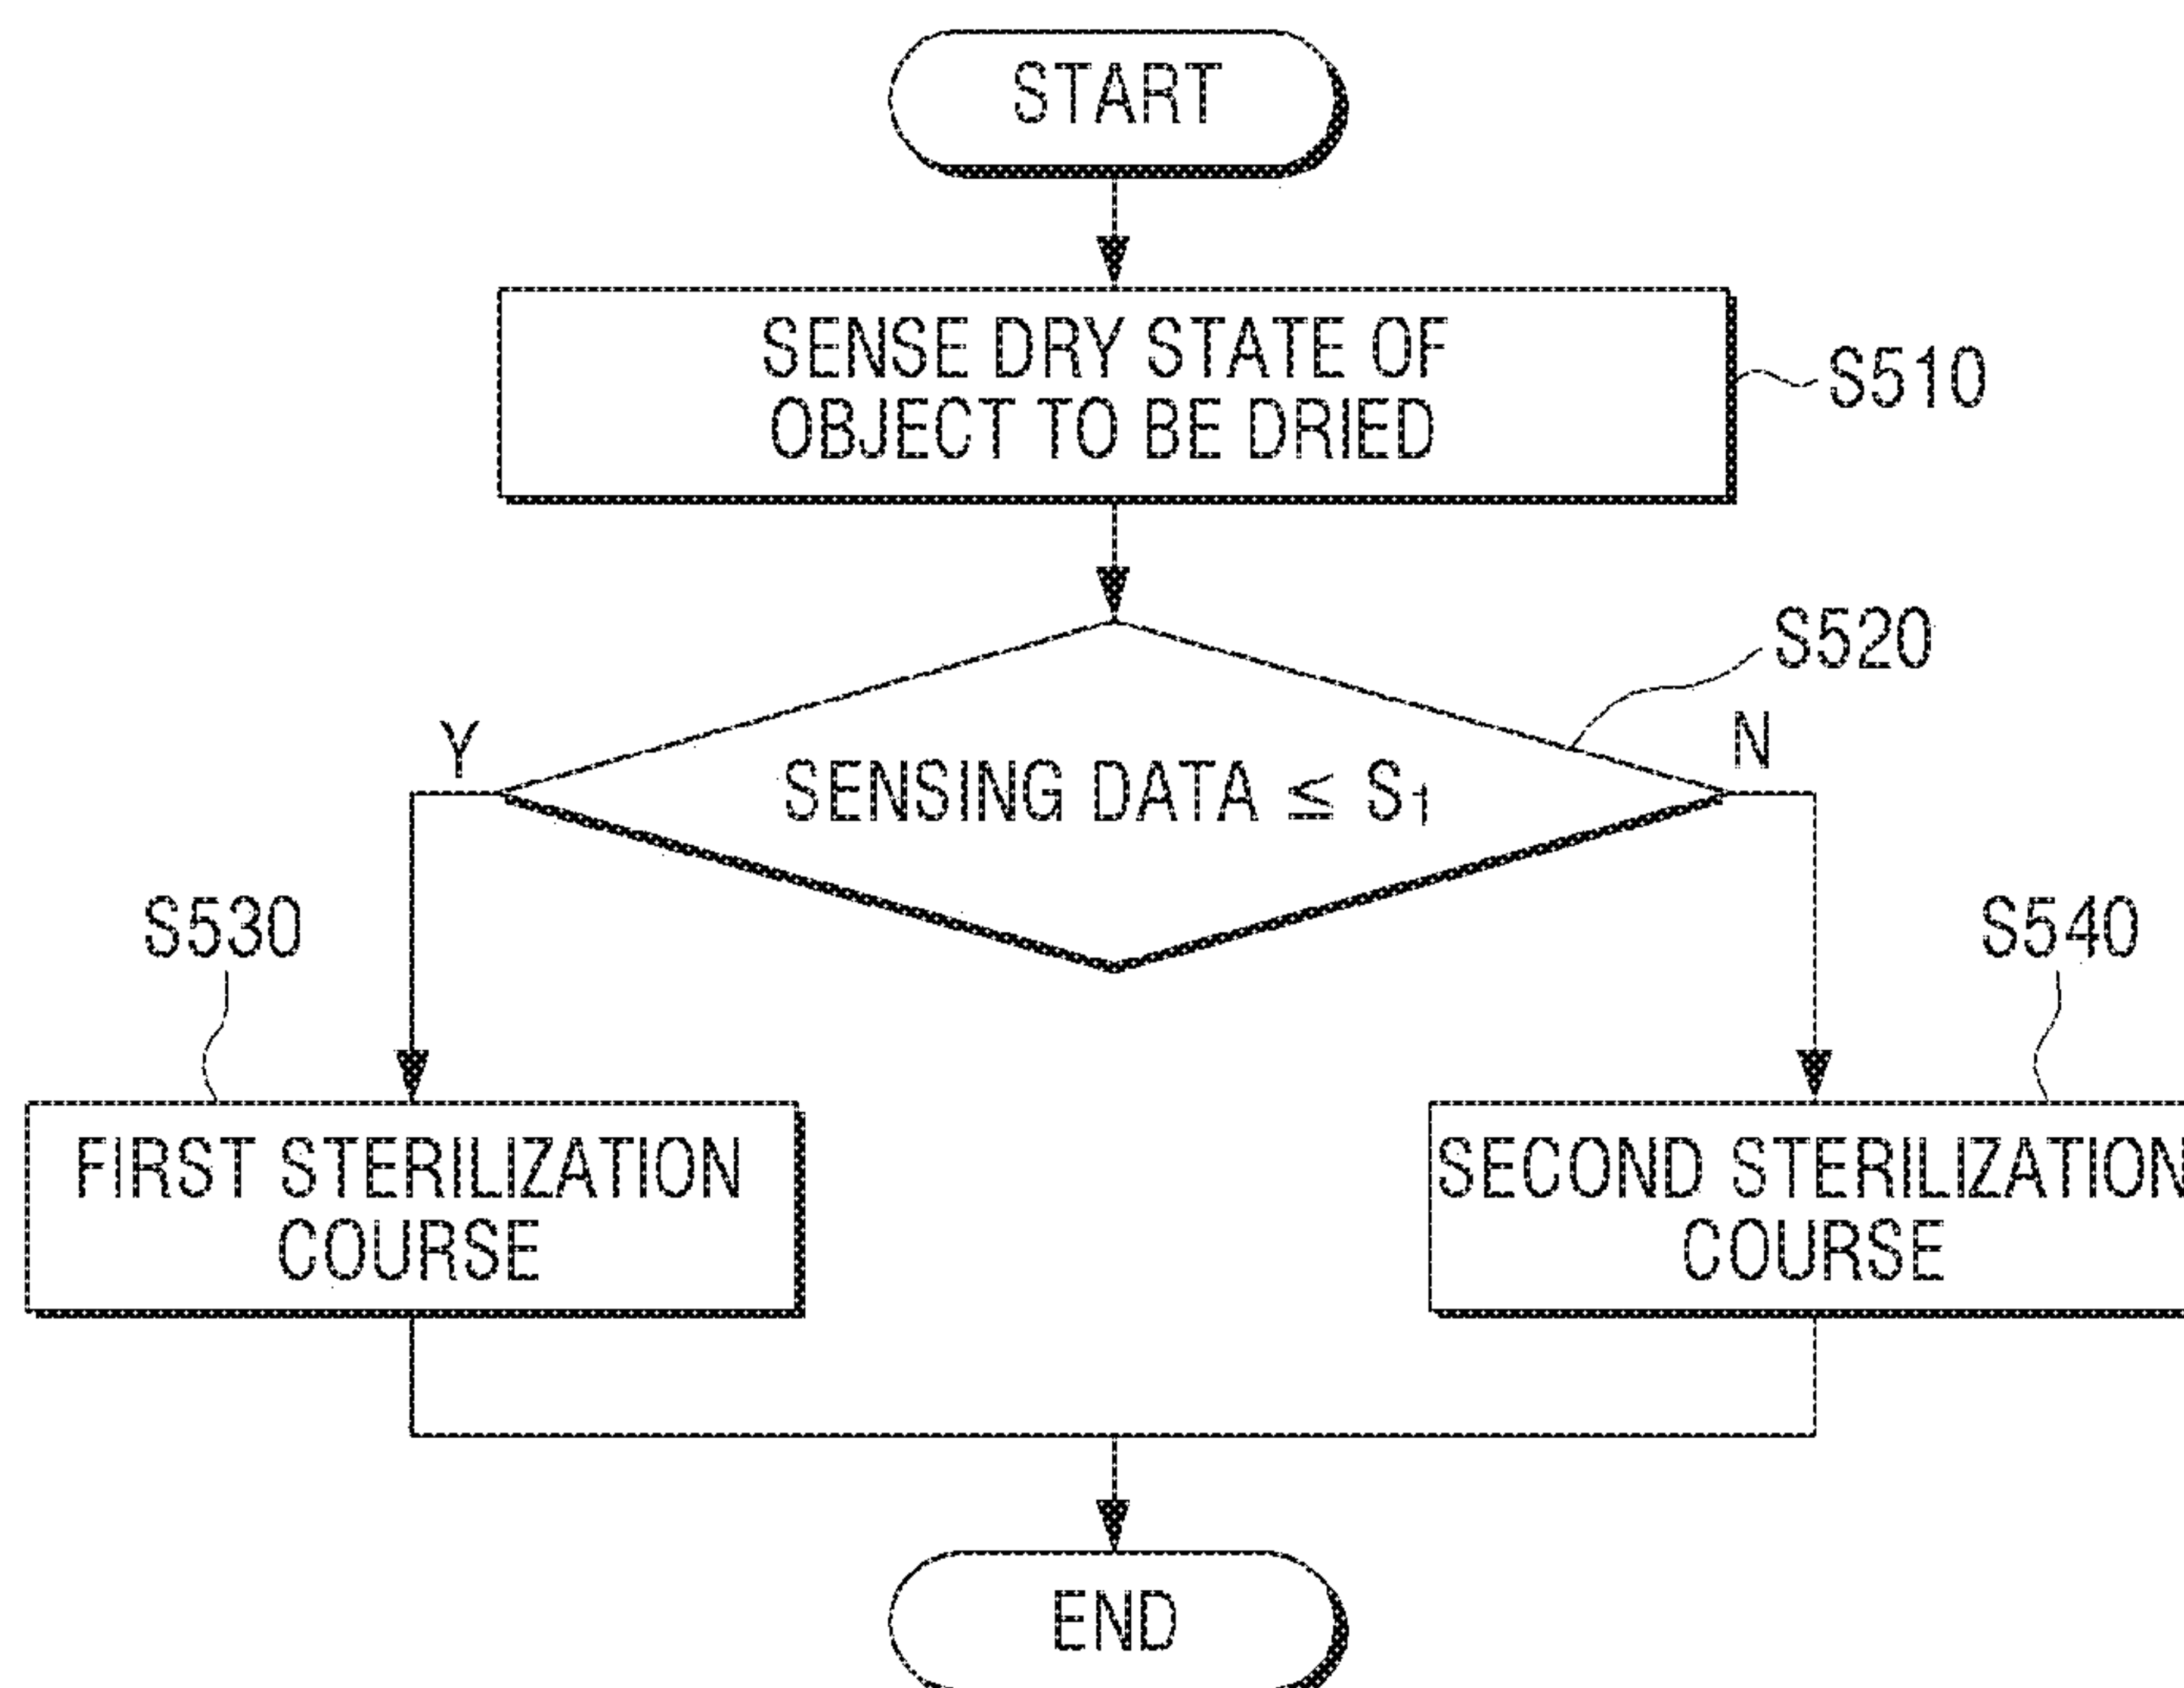 START
SENSE DRY STATE OF
OBJECT TO BE DRIED
S510
S520
Y
N
SENSING DATA ≤ S1
S530
S540
FIRST STERILIZATION
COURSE
SECOND STERILIZATION
COURSE
END